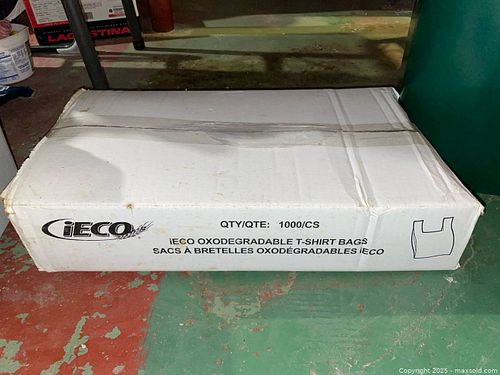 LAGOSTINA
iECO
QTY/QTE: 1000/CS
iECO OXODEGRADABLE T-SHIRT BAGS
SACS À BRETELLES OXODÉGRADABLES iECO
Copyright 2025 - maxsold.com